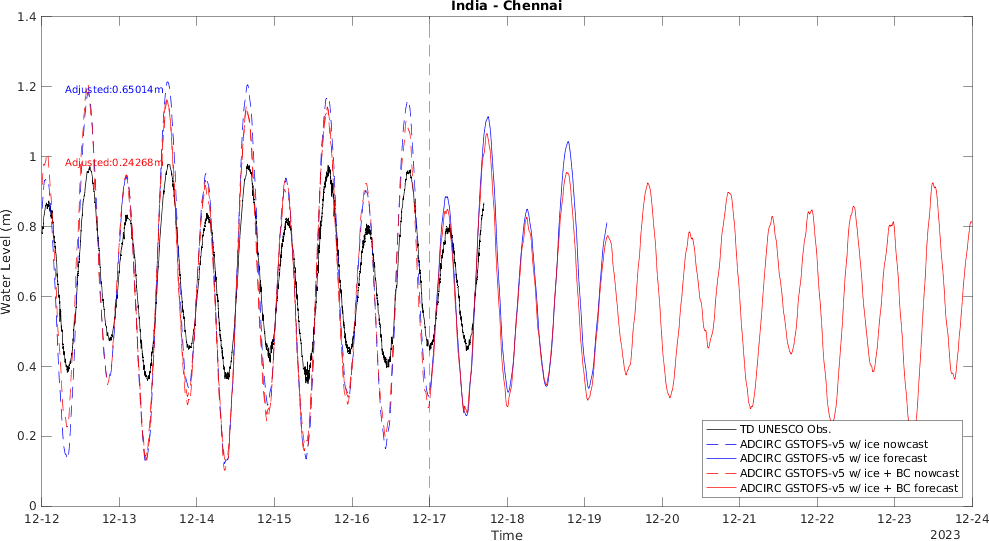 India - Chennai
1.4
1.2
1
0.8
0.6
0.4
0.2
0
Water Level (m)
Adjusted:0.65014m
Adjusted:0.24268m
TD UNESCO Obs.
ADCIRC GSTOFS-v5 w/ ice nowcast
ADCIRC GSTOFS-v5 w/ ice forecast
ADCIRC GSTOFS-v5 w/ ice + BC nowcast
ADCIRC GSTOFS-v5 w/ ice + BC forecast
12-12 12-13 12-14 12-15 12-16 12-17 12-18 12-19 12-20 12-21 12-22 12-23 12-24
Time
2023